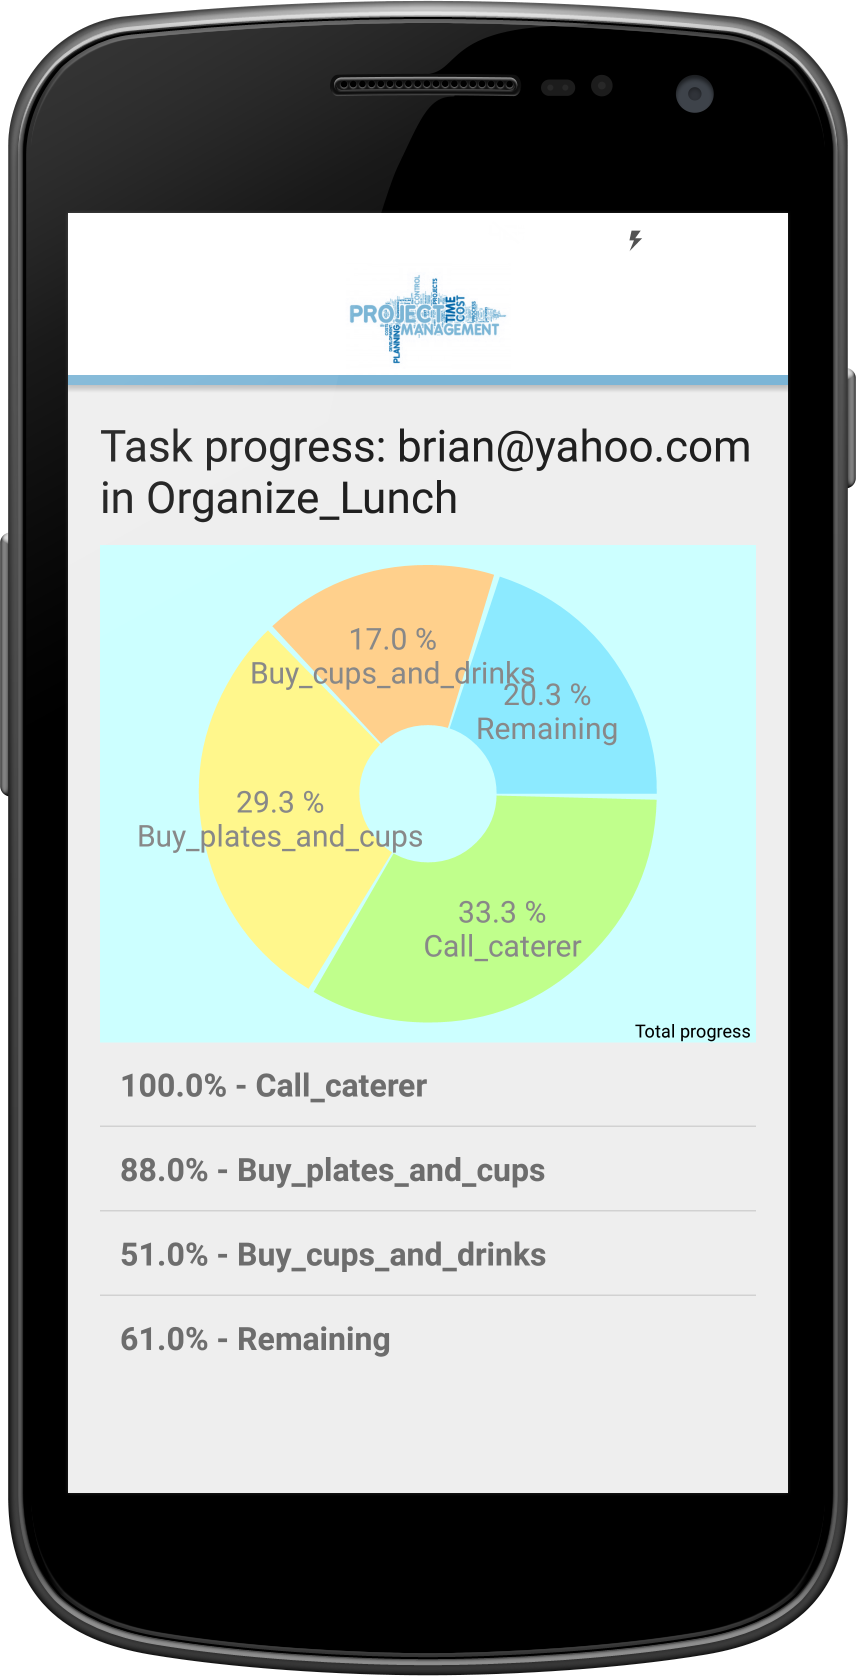 CONTROL
PROJECTS
PROJECT
TIME
COST
MANAGEMENT
PLANNING
Task progress: brian@yahoo.com
in Organize_Lunch
17.0 %
Buy_cups_and_drinks
20.3 %
Remaining
29.3 %
Buy_plates_and_cups
33.3 %
Call_caterer
Total progress
100.0% - Call_caterer
88.0% - Buy_plates_and_cups
51.0% - Buy_cups_and_drinks
61.0% - Remaining